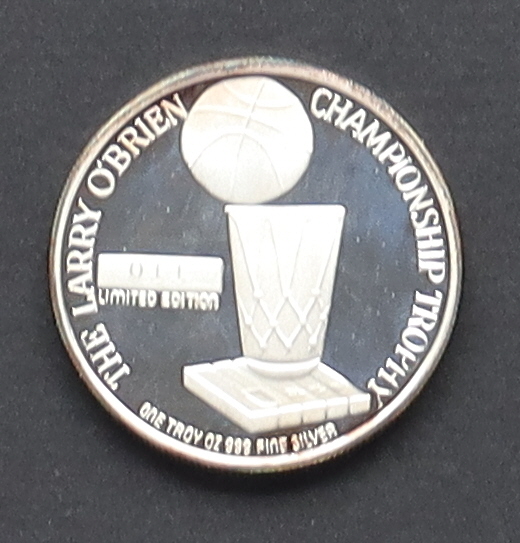 THE LARRY O'BRIEN CHAMPIONSHIP TROPHY
011
LIMITED EDITION
ONE TROY OZ 999 FINE SILVER